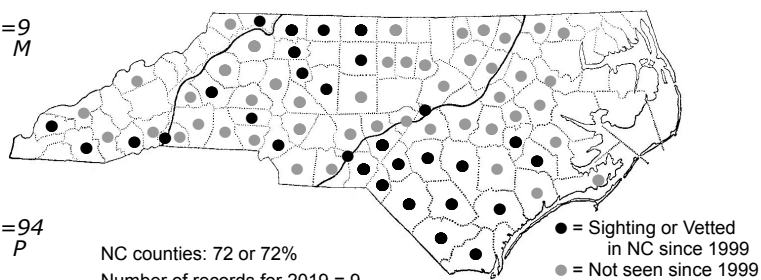 =9
M
=94
P
NC counties: 72 or 72%
Number of records for 2019 = 9
● = Sighting or Vetted
in NC since 1999
● = Not seen since 1999